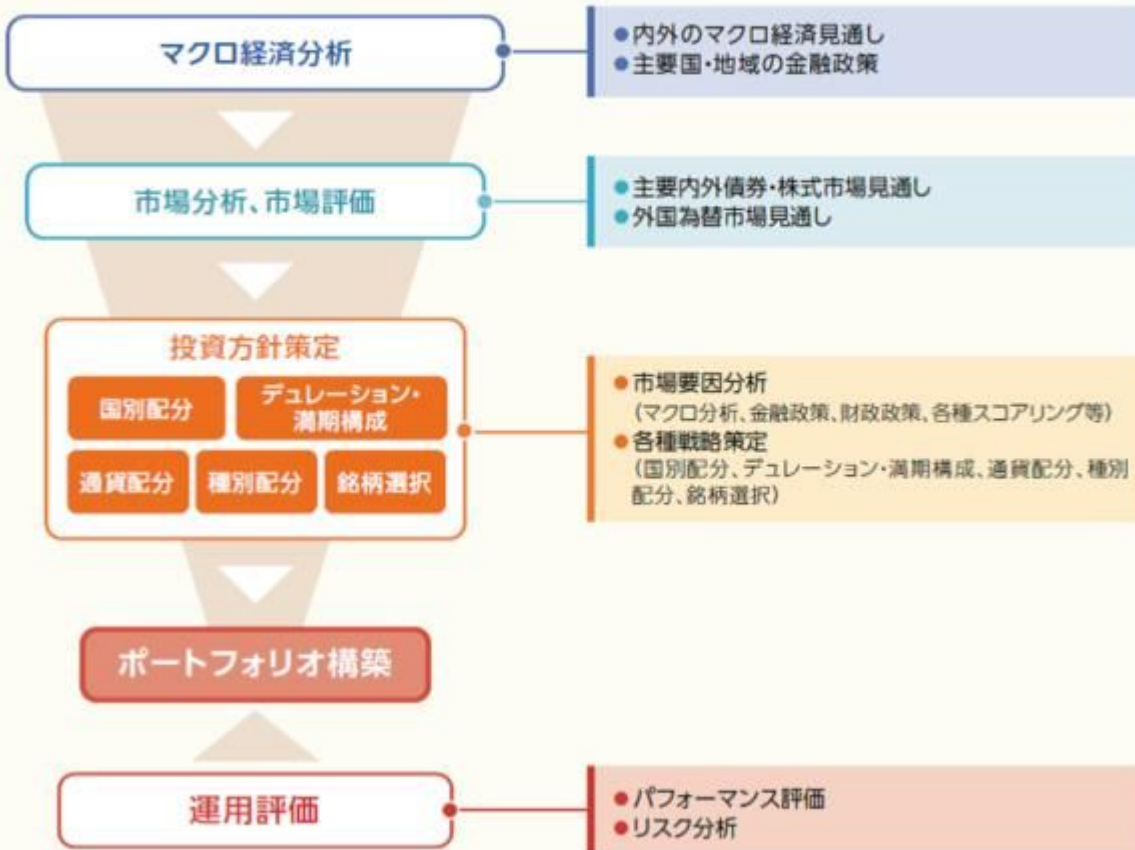 マクロ経済分析
●内外のマクロ経済見通し
●主要国・地域の金融政策
市場分析、市場評価
●主要内外債券・株式市場見通し
●外国為替市場見通し
投資方針策定
国別配分
デュレーション・
満期構成
通貨配分
種別配分
銘柄選択
●市場要因分析
(マクロ分析、金融政策、財政政策、各種スコアリング等)
●各種戦略策定
(国別配分、デュレーション・満期構成、通貨配分、種別
配分、銘柄選択)
ポートフォリオ構築
運用評価
●パフォーマンス評価
●リスク分析